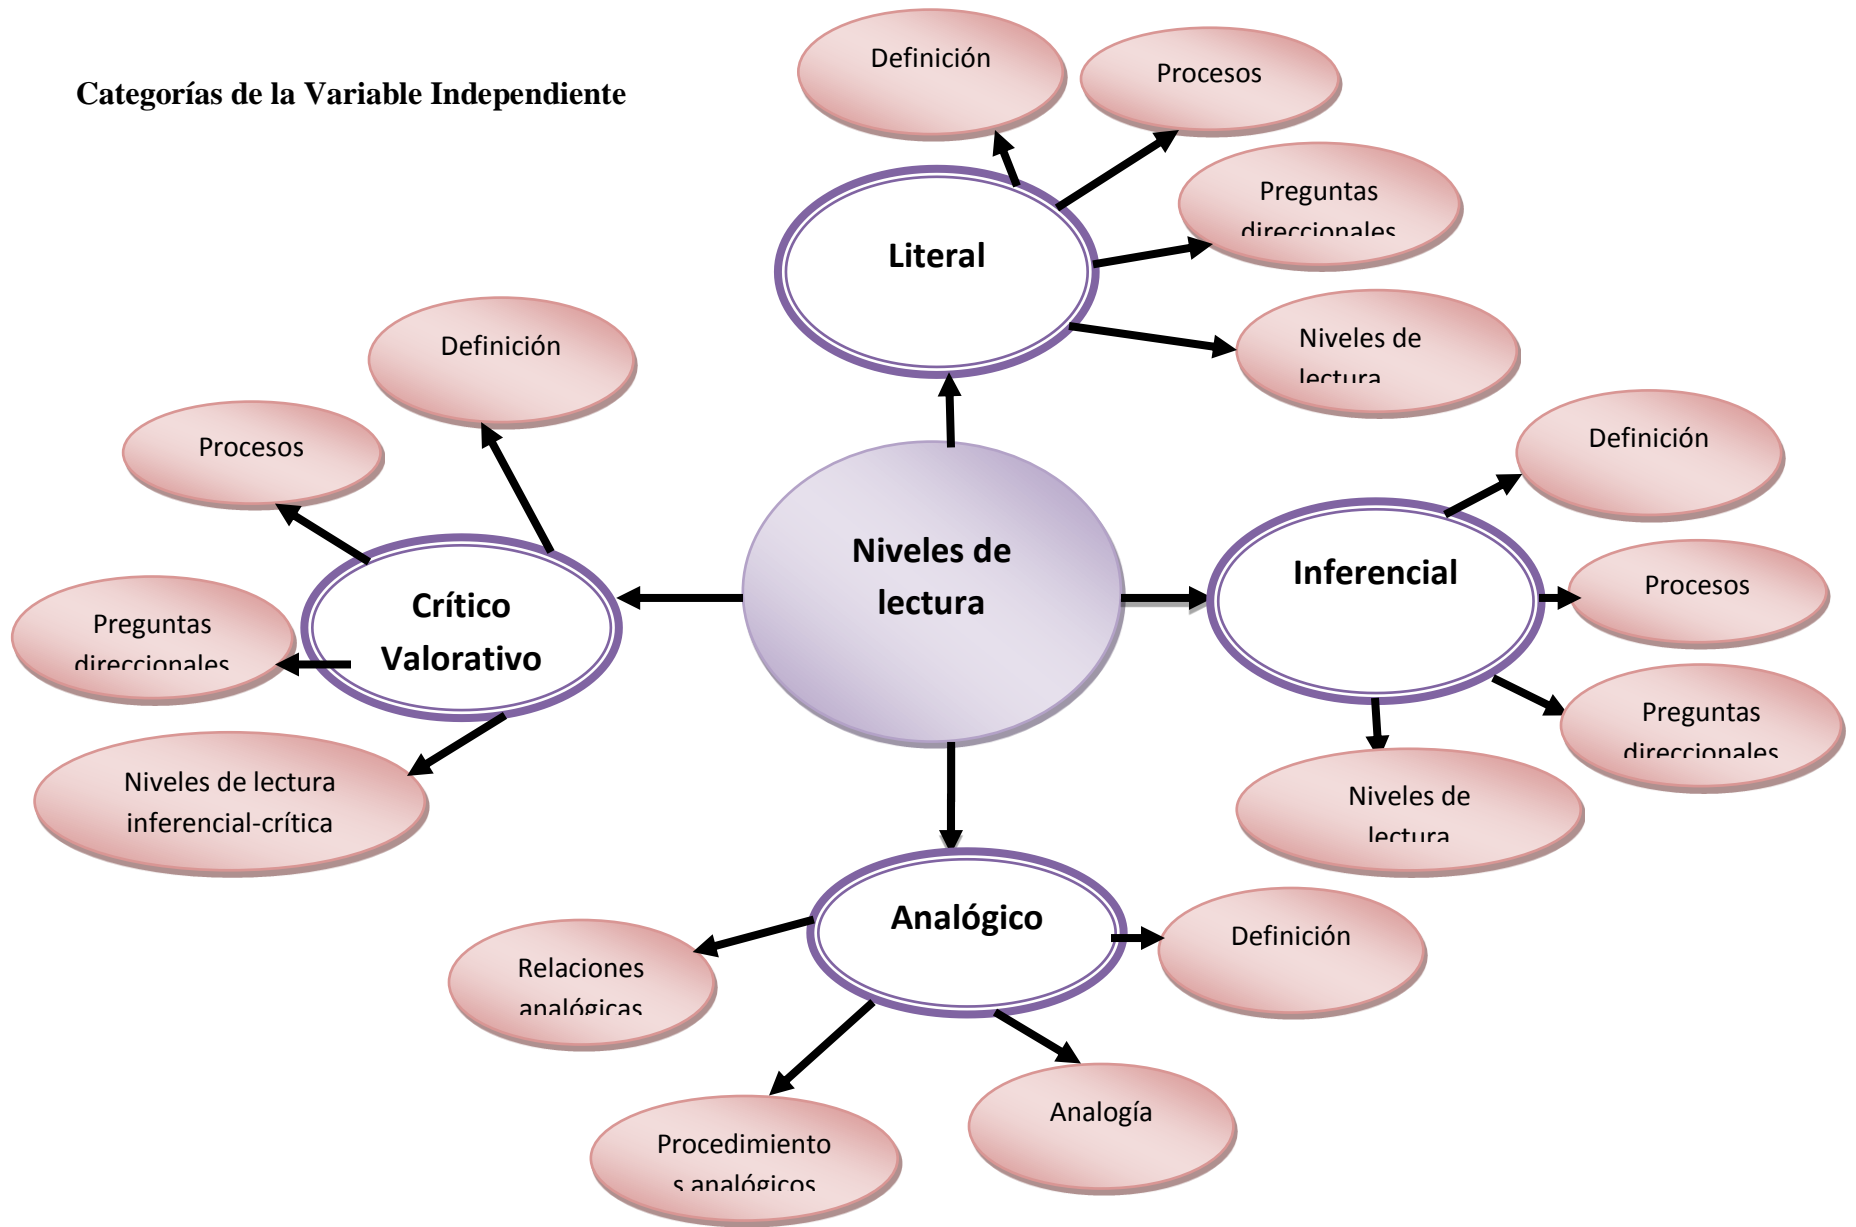 Categorías de la Variable Independiente
Definición
Procesos
Preguntas
direccionales
Literal
Niveles de
lectura
Definición
Procesos
Preguntas
direccionales
Crítico
Valorativo
Niveles de lectura
inferencial-crítica
Niveles de
lectura
Definición
Inferencial
Procesos
Preguntas
direccionales
Niveles de
lectura
Analógico
Definición
Relaciones
analógicas
Analogía
Procedimiento
s analógicos